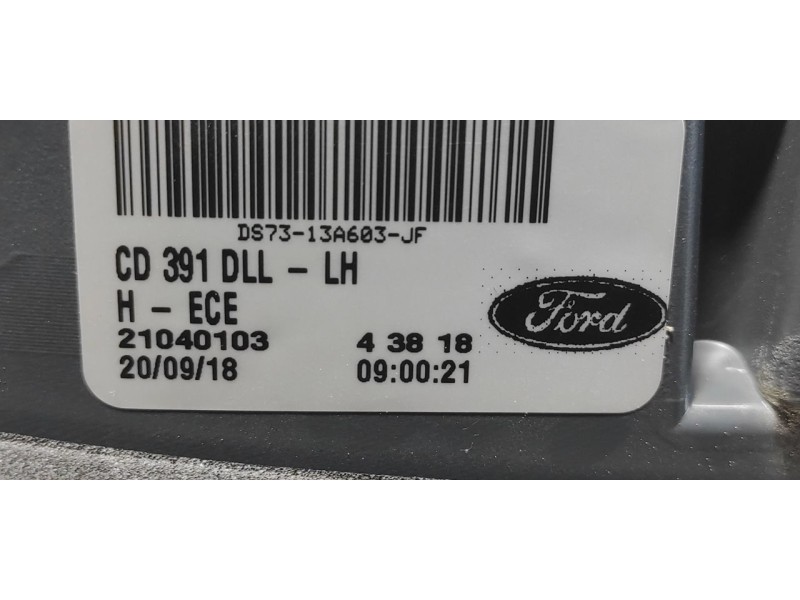 DS73-13A603-JF
CD 391 DLL - LH
H - ECE
Ford
21040103 4 38 18
20/09/18 09:00:21